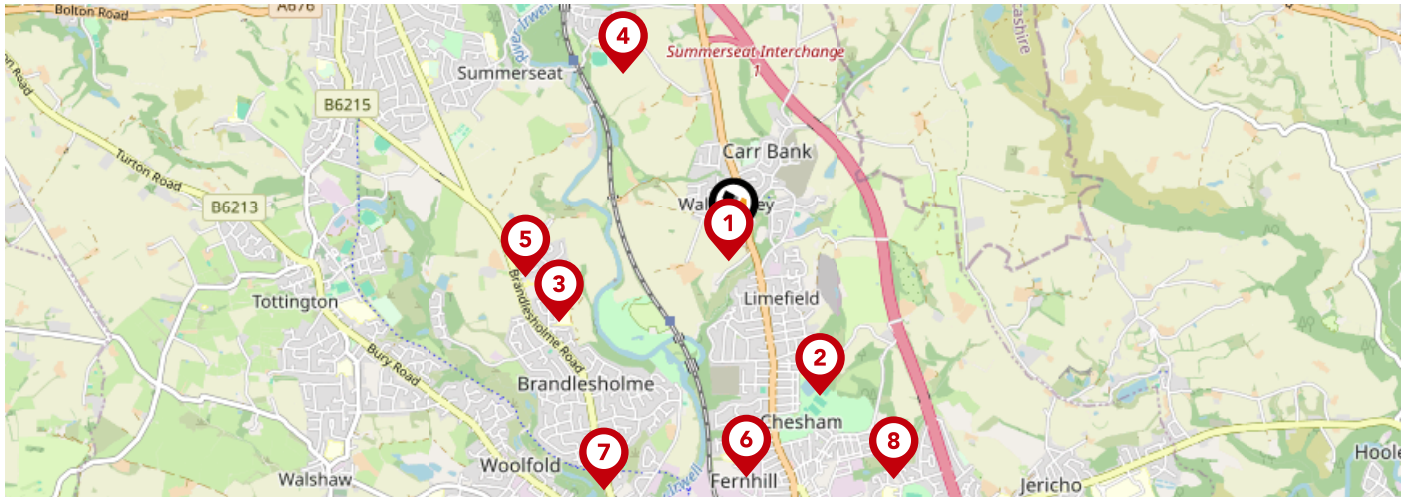 Bolton Road
A676
River Irwell
4
Summerseat Interchange
1
Summerseat
B6215
Carr Bank
Turton Road
B6213
1
5
3
Tottington
Brandlesholme Road
Limefield
Bury Road
2
Brandlesholme
Chesham
6
8
7
Woolfold
Walshaw
Fernhill
Irwell
Jericho